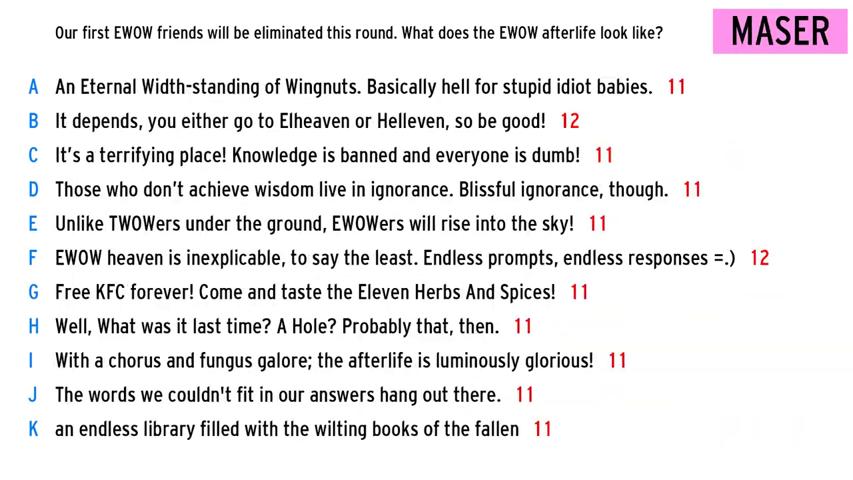 Our first EWOW friends will be eliminated this round. What does the EWOW afterlife look like?
MASER
A An Eternal Width-standing of Wingnuts. Basically hell for stupid idiot babies. 11
B It depends, you either go to Elheaven or Helleven, so be good! 12
C It's a terrifying place! Knowledge is banned and everyone is dumb! 11
D Those who don't achieve wisdom live in ignorance. Blissful ignorance, though. 11
E Unlike TWOWers under the ground, EWOWers will rise into the sky! 11
F EWOW heaven is inexplicable, to say the least. Endless prompts, endless responses =.) 12
G Free KFC forever! Come and taste the Eleven Herbs And Spices! 11
H Well, What was it last time? A Hole? Probably that, then. 11
I With a chorus and fungus galore; the afterlife is luminously glorious! 11
J The words we couldn't fit in our answers hang out there. 11
K an endless library filled with the wilting books of the fallen 11